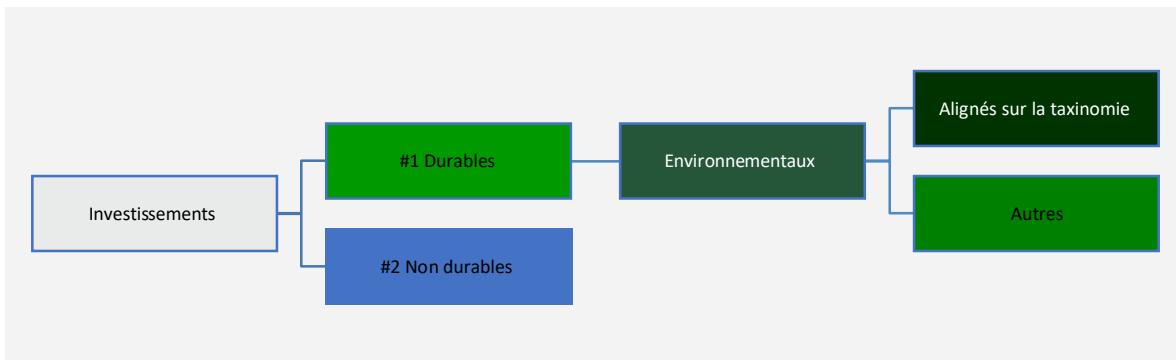 Investissements
#1 Durables
#2 Non durables
Environnementaux
Alignés sur la taxinomie
Autres